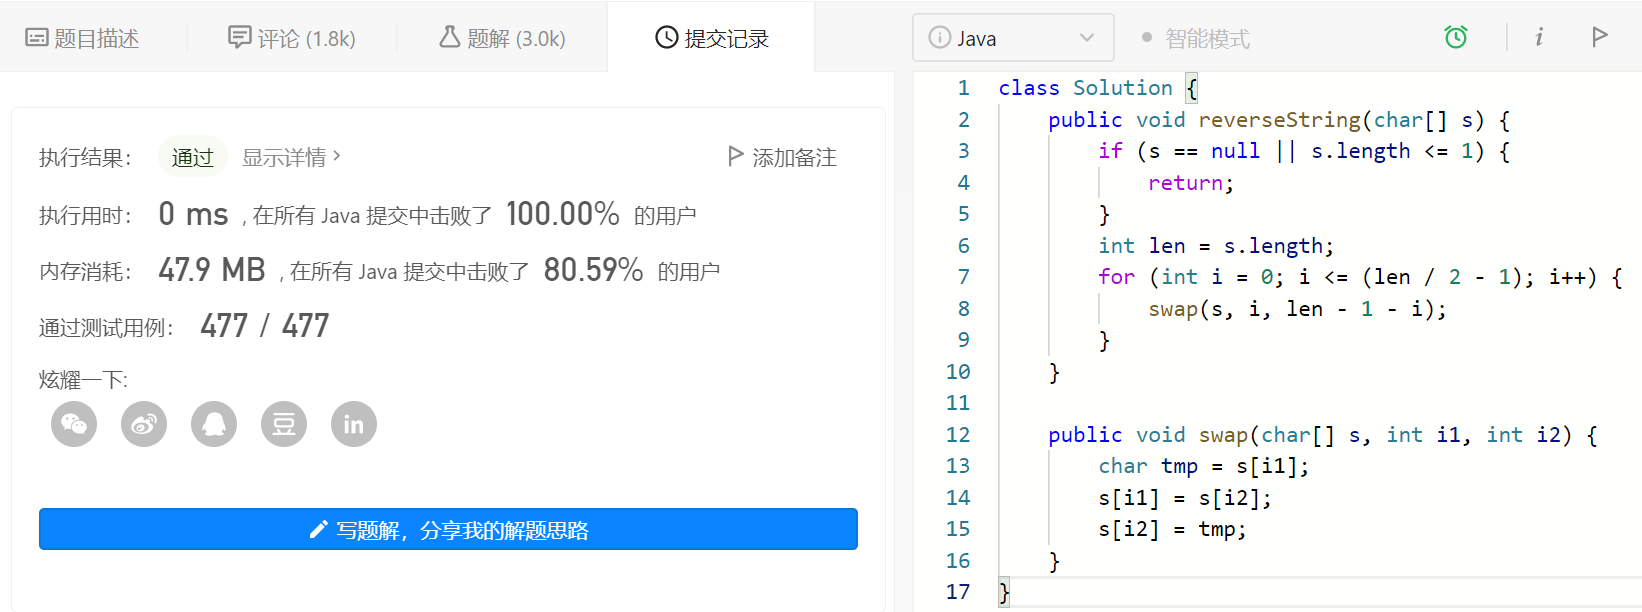 题目描述 评论 (1.8k) 题解 (3.0k) 提交记录
执行结果： 通过 显示详情 > 添加备注
执行用时： 0 ms , 在所有 Java 提交中击败了 100.00% 的用户
内存消耗： 47.9 MB , 在所有 Java 提交中击败了 80.59% 的用户
通过测试用例： 477 / 477
炫耀一下:
豆 in
写题解，分享我的解题思路
i Java 智能模式 i
1 class Solution {
2     public void reverseString(char[] s) {
3         if (s == null || s.length <= 1) {
4             return;
5         }
6         int len = s.length;
7         for (int i = 0; i <= (len / 2 - 1); i++) {
8             swap(s, i, len - 1 - i);
9         }
10     }
11
12     public void swap(char[] s, int i1, int i2) {
13         char tmp = s[i1];
14         s[i1] = s[i2];
15         s[i2] = tmp;
16     }
17 }